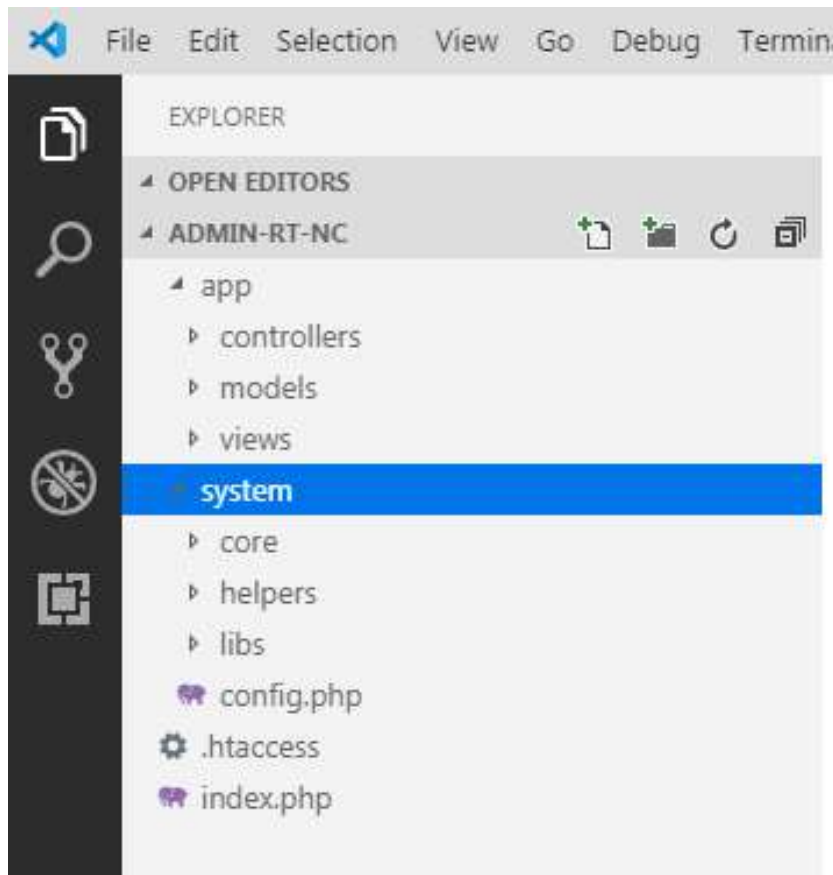 File Edit Selection View Go Debug
EXPLORER
OPEN EDITORS
ADMIN-RT-NC
app
controllers
models
views
system
core
helpers
libs
config.php
.htaccess
index.php